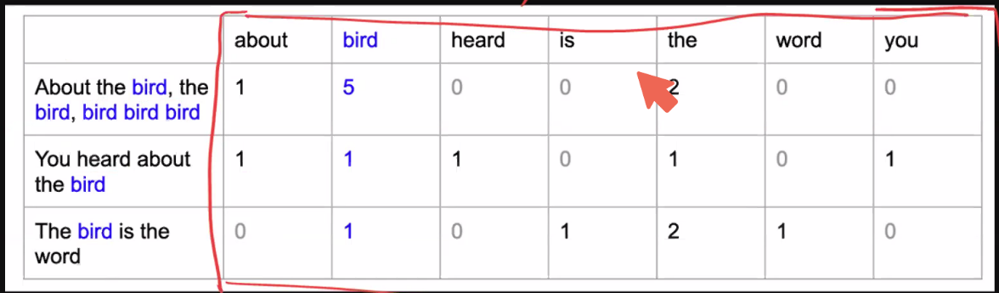 about bird heard is the word you
About the bird, the 1 5 0 0 2 0 0
bird, bird bird bird
You heard about 1 1 1 0 1 0 1
the bird
The bird is the 0 1 0 1 2 1 0
word